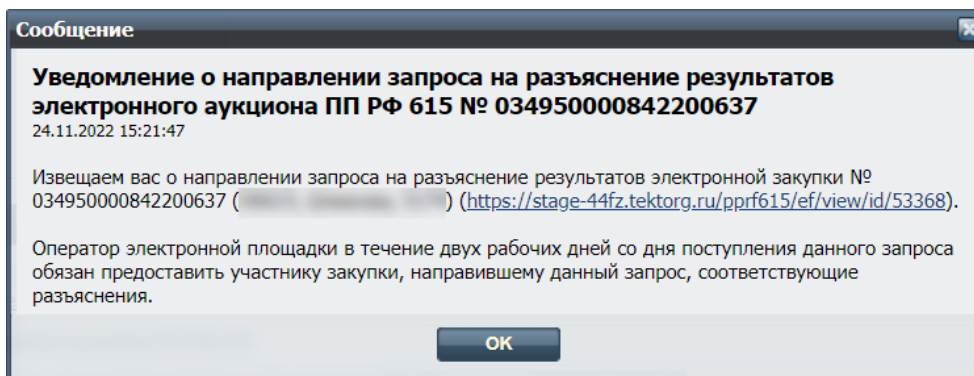 Сообщение
Уведомление о направлении запроса на разъяснение результатов
электронного аукциона ПП РФ 615 № 034950000842200637
24.11.2022 15:21:47
Извещаем вас о направлении запроса на разъяснение результатов электронной закупки №
034950000842200637 ( ) (https://stage-44fz.tektorg.ru/pprf615/ef/view/id/53368).
Оператор электронной площадки в течение двух рабочих дней со дня поступления данного запроса
обязан предоставить участнику закупки, направившему данный запрос, соответствующие
разъяснения.
ОК